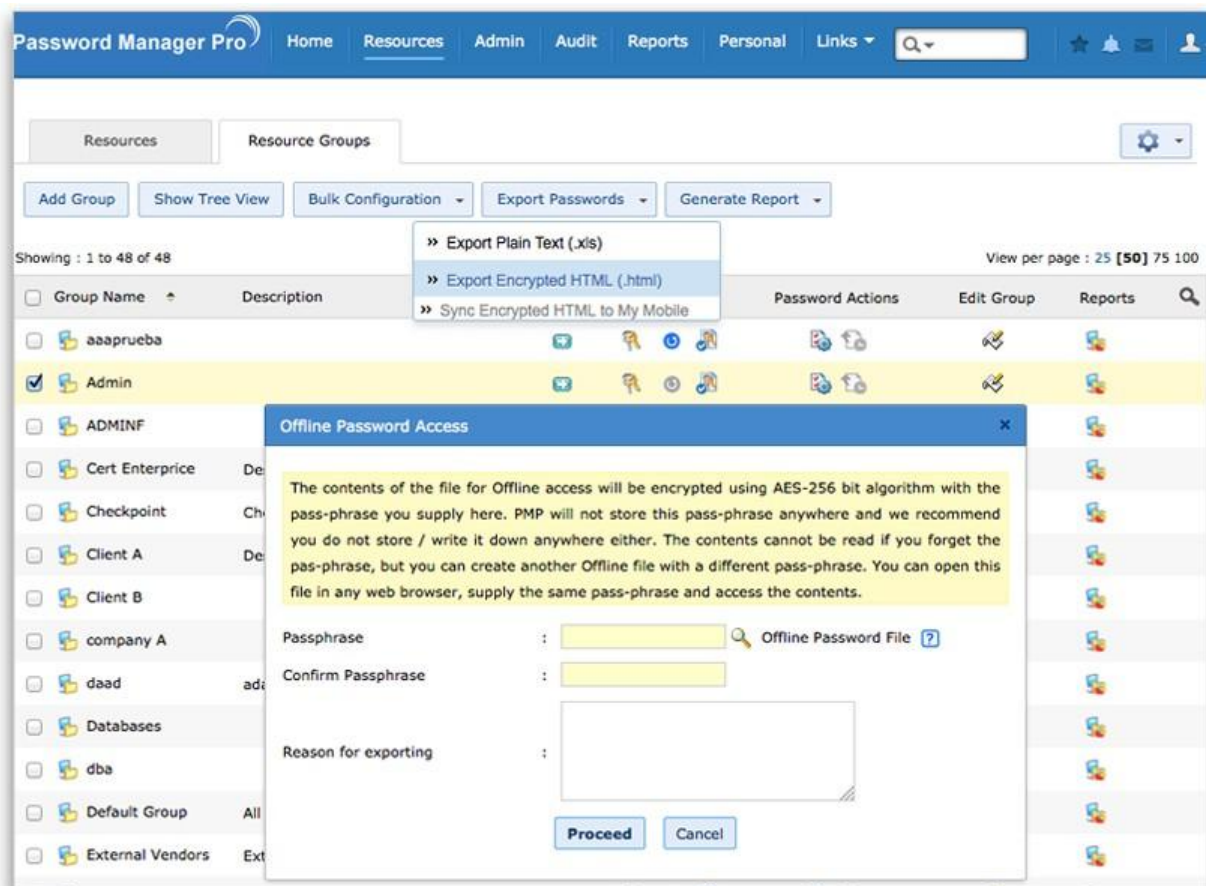 Password Manager Pro Home Resources Admin Audit Reports Personal Links
Resources Resource Groups
Add Group Show Tree View Bulk Configuration Export Passwords Generate Report
» Export Plain Text (.xls)
Showing : 1 to 48 of 48 View per page : 25 [50] 75 100
» Export Encrypted HTML (.html)
Group Name Description Password Actions Edit Group Reports
» Sync Encrypted HTML to My Mobile
aaaprueba
Admin
ADMINF
Offline Password Access x
Cert Enterprice De
The contents of the file for Offline access will be encrypted using AES-256 bit algorithm with the
pass-phrase you supply here. PMP will not store this pass-phrase anywhere and we recommend
you do not store / write it down anywhere either. The contents cannot be read if you forget the
pas-phrase, but you can create another Offline file with a different pass-phrase. You can open this
file in any web browser, supply the same pass-phrase and access the contents.
Checkpoint Ch
Client A De
Client B
company A
Passphrase : Offline Password File ?
Confirm Passphrase :
daad ada
Databases
Reason for exporting :
dba
Default Group All
Proceed Cancel
External Vendors Ext